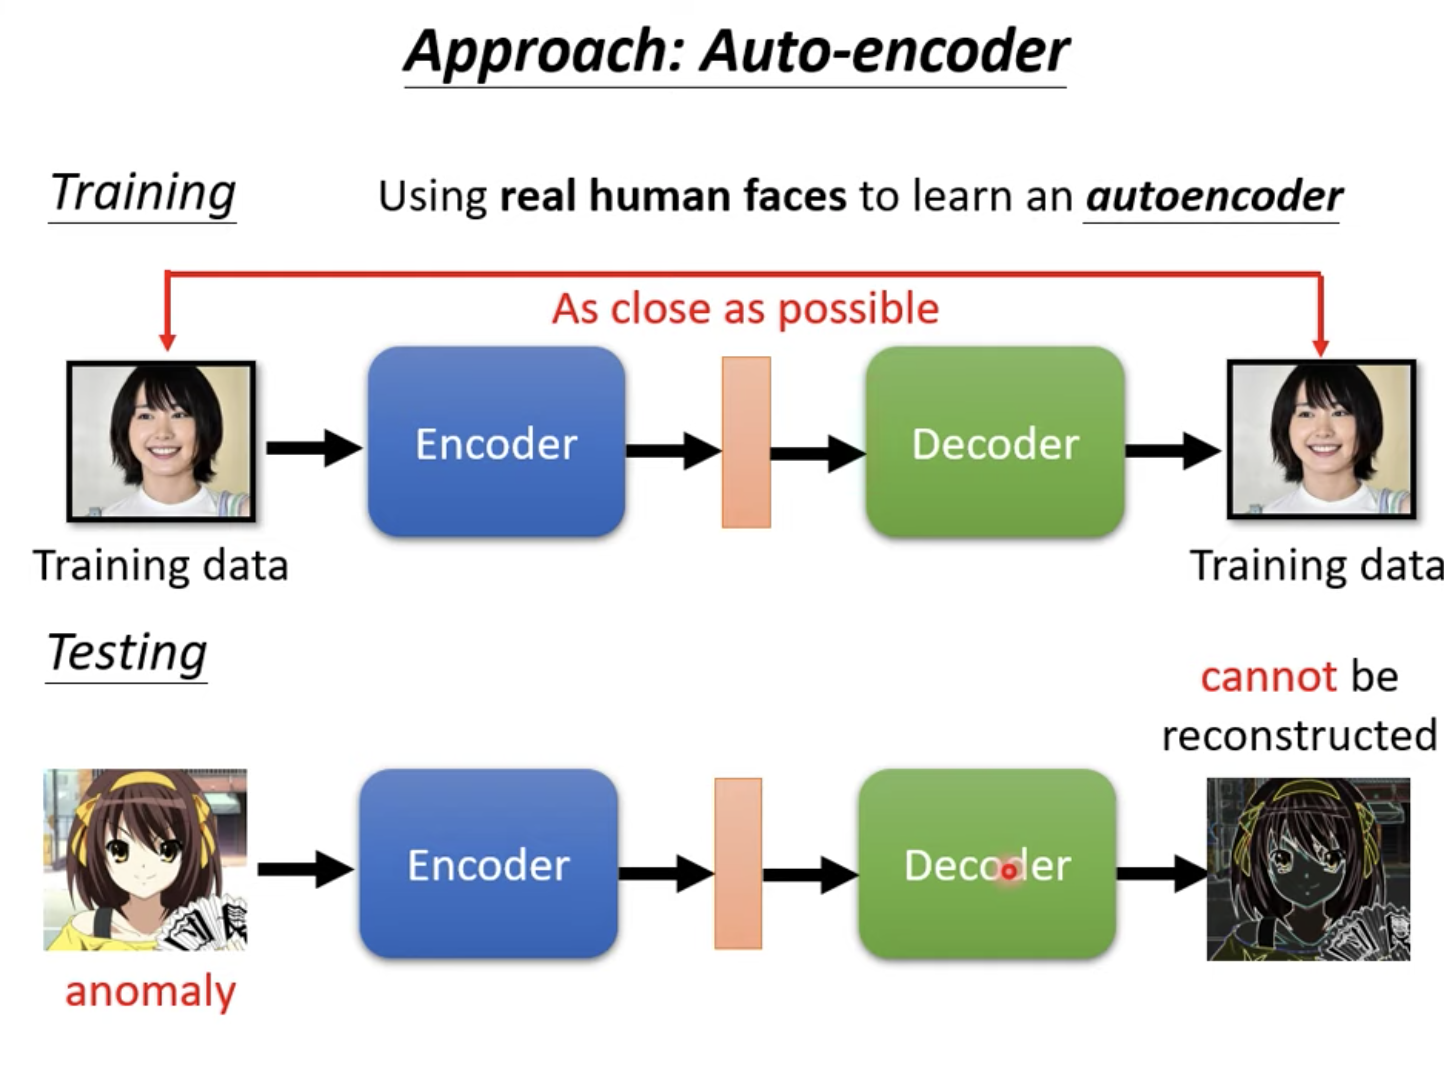 Approach: Auto-encoder
Training
Using real human faces to learn an autoencoder
As close as possible
Encoder
Decoder
Training data
Training data
Testing
cannot be
reconstructed
Encoder
Decoder
anomaly